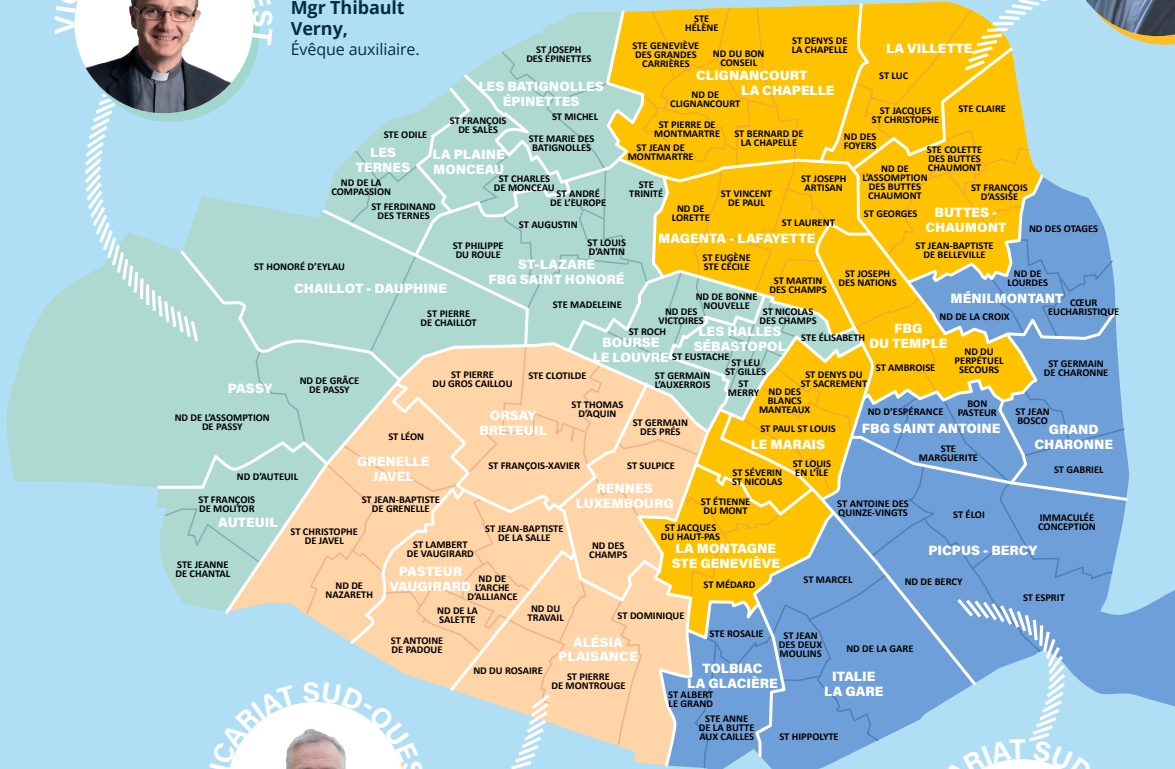 Mgr Thibault
Verny,
Évêque auxiliaire.
EST
ST JOSEPH
DES ÉPINETTES
LES BATIGNOLLES
ÉPINETTES
ST MICHEL
STE MARIE DES
BATIGNOLLES
ST FRANÇOIS
DE SALES
STE ODILE
LES
TERNES
LA PLAINE
MONCEAU
ND DE LA
COMPASSION
ST FERDINAND
DES TERNES
ST CHARLES
DE MONCEAU
ST ANDRÉ
DE L'EUROPE
STE
TRINITÉ
ST AUGUSTIN
ST PHILIPPE
DU ROULE
ST LOUIS
D'ANTIN
ST-LAZARE
FBG SAINT HONORÉ
STE MADELEINE
ST HONORÉ D'EYLAU
CHAILLOT - DAUPHINE
ST PIERRE
DE CHAILLOT
PASSY
ND DE GRÂCE
DE PASSY
ND DE L'ASSOMPTION
DE PASSY
ND D'AUTEUIL
ST FRANÇOIS
DE MOLITOR
AUTEUIL
STE JEANNE
DE CHANTAL
ND DE BONNE
NOUVELLE
ND DES
VICTOIRES
ST NICOLAS
DES CHAMPS
LES HALLES
SÉBASTOPOL
ST ROCH
BOURSE
LE LOUVRE
ST EUSTACHE
STE ÉLISABETH
ST LEU
ST GILLES
ST GERMAIN
L'AUXERROIS
ST
MERRY
STE
HÉLÈNE
STE GENEVIÈVE
DES GRANDES
CARRIÈRES
ND DU BON
CONSEIL
ST DENYS DE
LA CHAPELLE
CLIGNANCOURT
LA CHAPELLE
ND DE
CLIGNANCOURT
ST PIERRE DE
MONTMARTRE
ST BERNARD DE
LA CHAPELLE
ST JEAN DE
MONTMARTRE
LA VILLETTE
ST LUC
ST JACQUES
ST CHRISTOPHE
STE CLAIRE
ND DES
FOYERS
STE COLETTE
DES BUTTES
CHAUMONT
ND DE
L'ASSOMPTION
DES BUTTES
CHAUMONT
ST FRANÇOIS
D'ASSISE
ST GEORGES
BUTTES -
CHAUMONT
ST JEAN-BAPTISTE
DE BELLEVILLE
ST JOSEPH
ARTISAN
ST VINCENT
DE PAUL
ND DE
LORETTE
ST LAURENT
MAGENTA - LAFAYETTE
ST EUGÈNE
STE CÉCILE
ST MARTIN
DES CHAMPS
ST JOSEPH
DES NATIONS
FBG
DU TEMPLE
ST AMBROISE
ND DU
PERPÉTUEL
SECOURS
ST DENYS DU
ST SACREMENT
ND DES
BLANCS
MANTEAUX
ST PAUL ST LOUIS
LE MARAIS
ST LOUIS
EN L'ÎLE
ST SÉVERIN
ST NICOLAS
ST ÉTIENNE
DU MONT
ST JACQUES
DU HAUT-PAS
LA MONTAGNE
STE GENEVIÈVE
ST MÉDARD
ND DES OTAGES
ND DE
LOURDES
MÉNILMONTANT
CŒUR
EUCHARISTIQUE
ND DE LA CROIX
ST GERMAIN
DE CHARONNE
ND D'ESPÉRANCE
BON
PASTEUR
ST JEAN
BOSCO
FBG SAINT ANTOINE
GRAND
CHARONNE
STE
MARGUERITE
ST GABRIEL
ST ANTOINE DES
QUINZE-VINGTS
ST ÉLOI
IMMACULÉE
CONCEPTION
PICPUS - BERCY
ND DE BERCY
ST ESPRIT
ST MARCEL
STE ROSALIE
ST JEAN
DES DEUX
MOULINS
ND DE LA GARE
TOLBIAC
LA GLACIÈRE
ITALIE
LA GARE
ST ALBERT
LE GRAND
STE ANNE
DE LA BUTTE
AUX CAILLES
ST HIPPOLYTE
ST PIERRE
DU GROS CAILLOU
STE CLOTILDE
ST THOMAS
D'AQUIN
ORSAY
BRETEUIL
ST GERMAIN
DES PRÉS
ST LÉON
GRENELLE
JAVEL
ST FRANÇOIS-XAVIER
ST SULPICE
RENNES
LUXEMBOURG
ST JEAN-BAPTISTE
DE GRENELLE
ST CHRISTOPHE
DE JAVEL
ST JEAN-BAPTISTE
DE LA SALLE
ST LAMBERT
DE VAUGIRARD
ND DES
CHAMPS
PASTEUR
VAUGIRARD
ND DE
L'ARCHE
D'ALLIANCE
ND DE
NAZARETH
ND DE LA
SALETTE
ND DU
TRAVAIL
ST DOMINIQUE
ST ANTOINE
DE PADOUE
ALÉSIA
PLAISANCE
ND DU ROSAIRE
ST PIERRE
DE MONTROUGE
ICARIAT SUD-OUES
ARIAT SUD